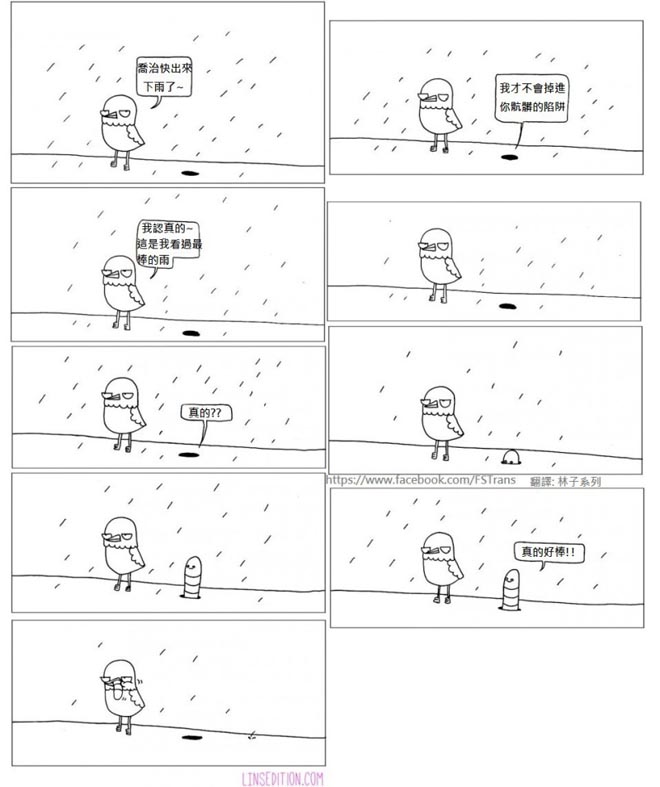 喬治快出來
下雨了~
我才不會掉進
你骯髒的陷阱
我認真的~
這是我看過最
棒的雨
真的??
https://www.facebook.com/FSTrans
翻譯: 林子系列
真的好棒!!
LINSEDITION.COM